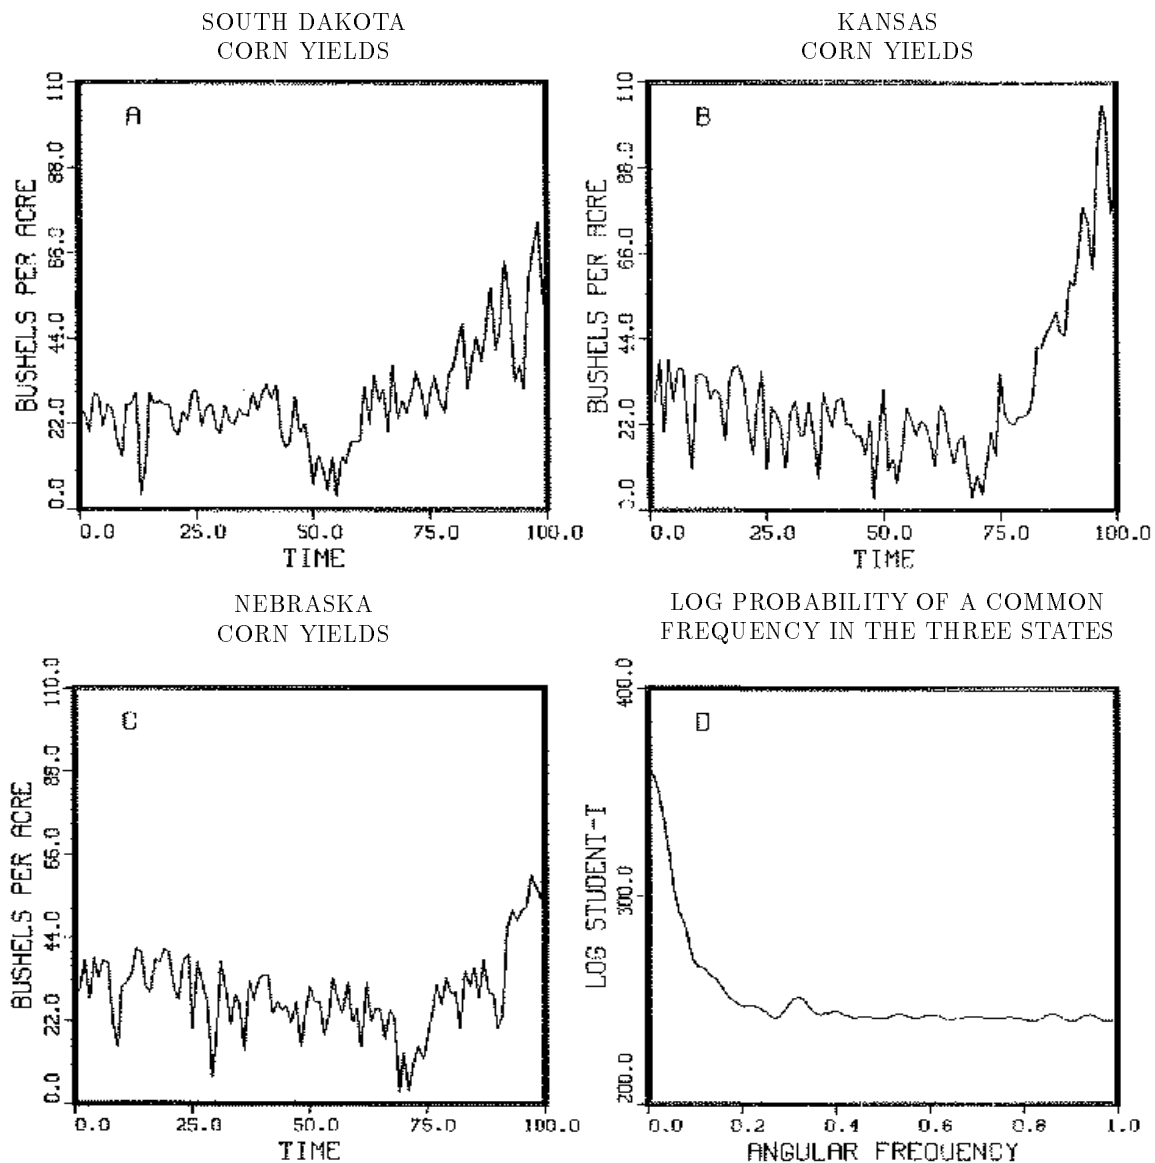 SOUTH DAKOTA
CORN YIELDS
A
BUSHELS PER ACRE
110
88.0
66.0
44.0
22.0
0.0
0.0 25.0 50.0 75.0 100.0
TIME
KANSAS
CORN YIELDS
B
BUSHELS PER ACRE
110
88.0
66.0
44.0
22.0
0.0
0.0 25.0 50.0 75.0 100.0
TIME
NEBRASKA
CORN YIELDS
C
BUSHELS PER ACRE
110.0
88.0
66.0
44.0
22.0
0.0
0.0 25.0 50.0 75.0 100.0
TIME
LOG PROBABILITY OF A COMMON
FREQUENCY IN THE THREE STATES
D
LOG STUDENT-T
400.0
300.0
200.0
0.0 0.2 0.4 0.6 0.8 1.0
ANGULAR FREQUENCY